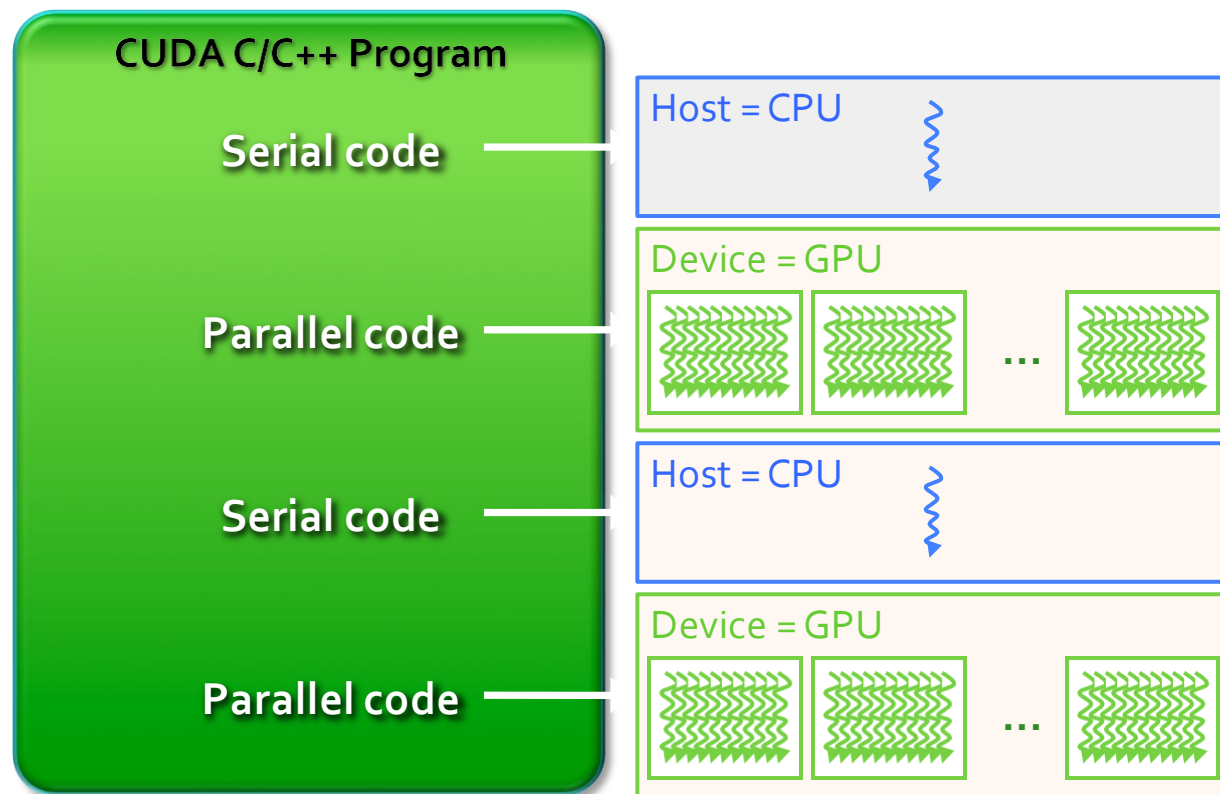 CUDA C/C++ Program
Serial code
Host = CPU
Parallel code
Device = GPU
...
Serial code
Host = CPU
Parallel code
Device = GPU
...